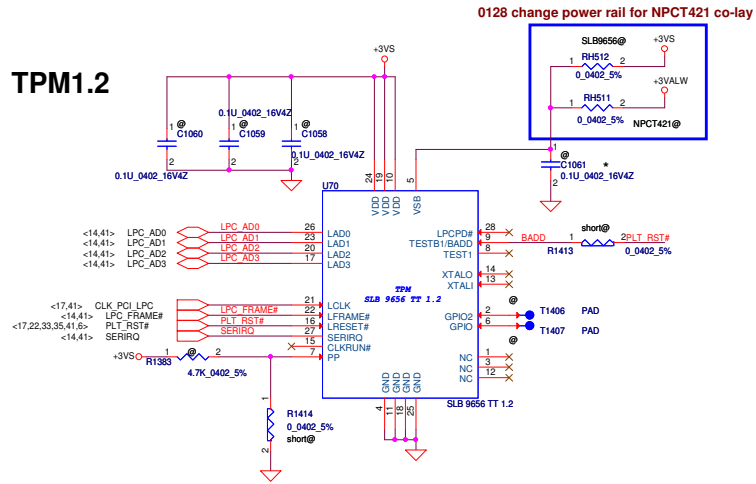 0128 change power rail for NPCT421 co-lay
TPM1.2
+3VS
SLB9656@
+3VS
RH512
1 2
0_0402_5%
+3VALW
RH511
1 2
0_0402_5%
NPCT421@
0.1U_0402_16V4Z
1 @ 1 @ 1 @
C1060 C1059 C1058
2 2 2
0.1U_0402_16V4Z
0.1U_0402_16V4Z
1
@
C1061 *
0.1U_0402_16V4Z
2
U70
24 19 10 5
VDD VDD VDD VSB
<14,41> LPC_AD0 LPC_AD0 26 LAD0
<14,41> LPC_AD1 LPC_AD1 23 LAD1
<14,41> LPC_AD2 LPC_AD2 20 LAD2
<14,41> LPC_AD3 LPC_AD3 17 LAD3
LPCPD# 28
TESTB1/BADD 9 BADD 1 short@ 2 PLT_RST#
TEST1 8
R1413 0_0402_5%
XTALO 14
XTALI 13
TPM
SLB 9656 TT 1.2
<17,41> CLK_PCI_LPC 21 LCLK
<14,41> LPC_FRAME# LPC_FRAME# 22 LFRAME#
<17,22,33,35,41,6> PLT_RST# PLT_RST# 16 LRESET#
<14,41> SERIRQ SERIRQ 27 SERIRQ
15 CLKRUN#
7 PP
@
GPIO2 2 T1406 PAD
GPIO 6 T1407 PAD
@
NC 1
NC 3
NC 12
+3VS 1 @ 2
R1383
4.7K_0402_5%
GND GND GND GND
4 11 18 25
SLB 9656 TT 1.2
1
R1414
0_0402_5%
short@
2